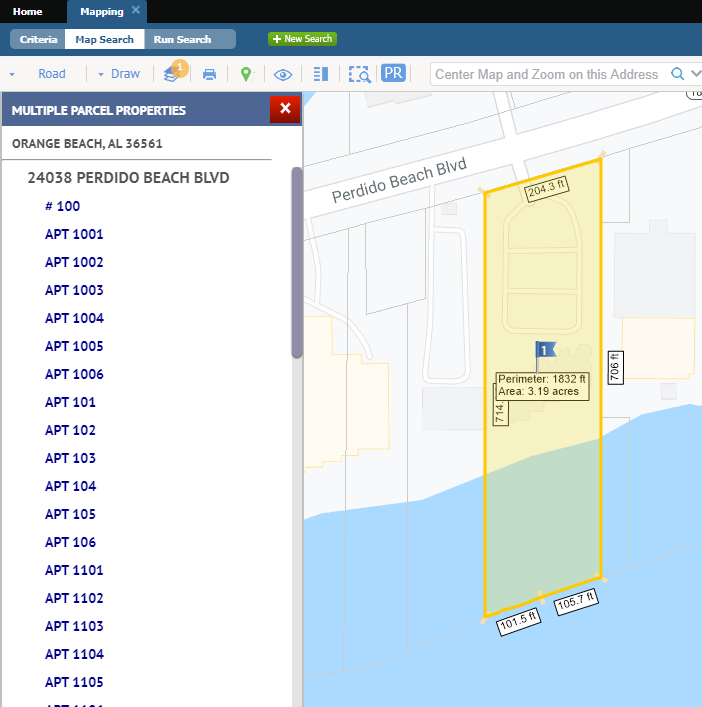 Home
Mapping
Criteria
Map Search
Run Search
+ New Search
Road
Draw
1
PR
Center Map and Zoom on this Address
MULTIPLE PARCEL PROPERTIES
ORANGE BEACH, AL 36561
24038 PERDIDO BEACH BLVD
# 100
APT 1001
APT 1002
APT 1003
APT 1004
APT 1005
APT 1006
APT 101
APT 102
APT 103
APT 104
APT 105
APT 106
APT 1101
APT 1102
APT 1103
APT 1104
APT 1105
Perdido Beach Blvd
204.3 ft
1
706 ft
Perimeter: 1832 ft
Area: 3.19 acres
714
101.5 ft
105.7 ft